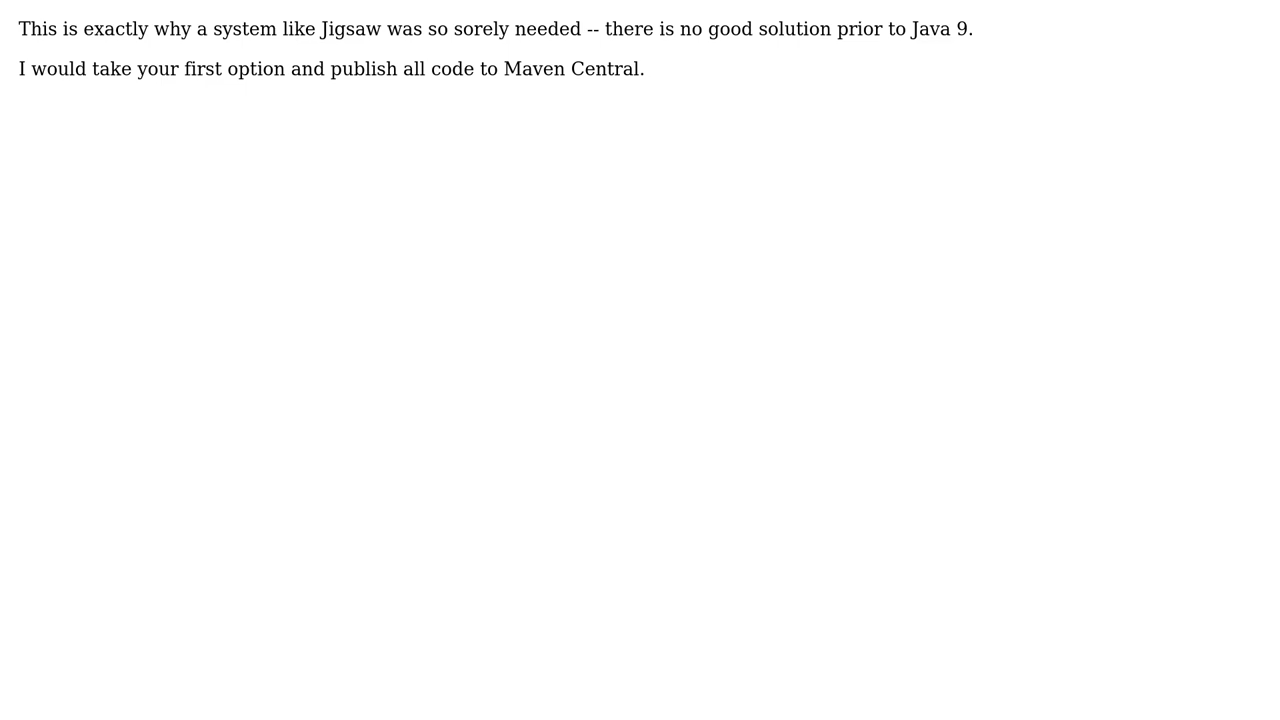 This is exactly why a system like Jigsaw was so sorely needed -- there is no good solution prior to Java 9.
I would take your first option and publish all code to Maven Central.